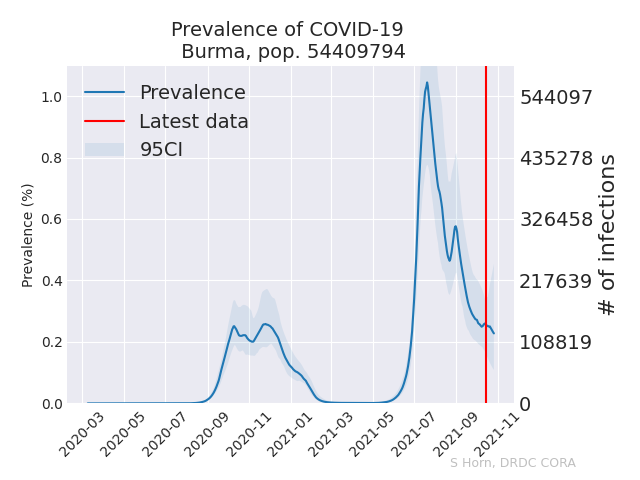 Prevalence of COVID-19
Burma, pop. 54409794
Prevalence
Latest data
95CI
Prevalence (%)
1.0
0.8
0.6
0.4
0.2
0.0
544097
435278
326458
217639
108819
0
# of infections
2020-03
2020-05
2020-07
2020-09
2020-11
2021-01
2021-03
2021-05
2021-07
2021-09
2021-11
S Horn, DRDC CORA